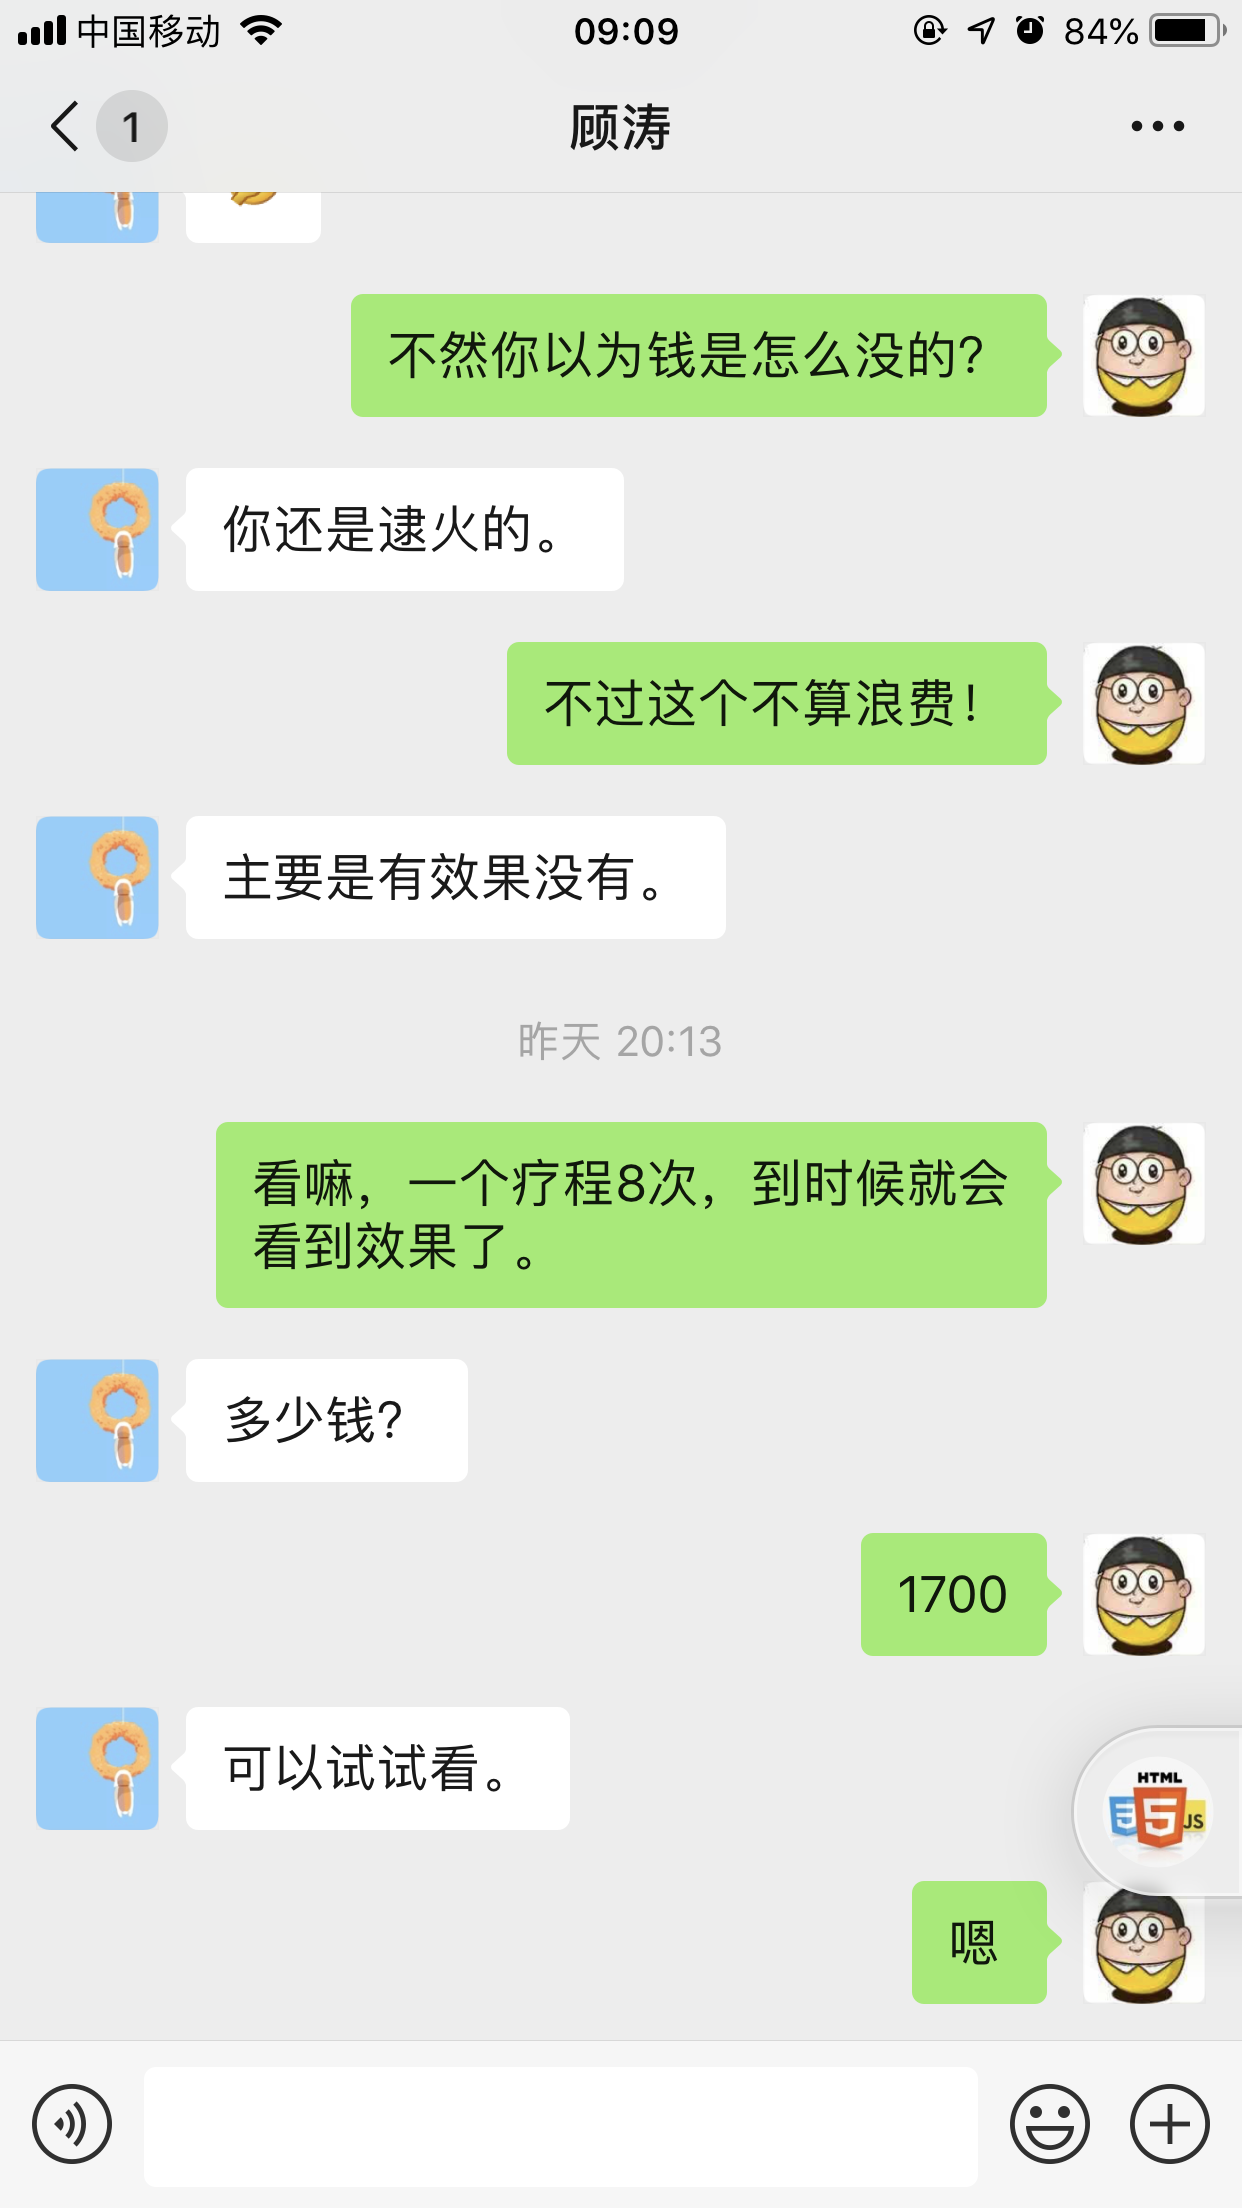 中国移动
09:09
84%
1
顾涛
不然你以为钱是怎么没的?
你还是逮火的。
不过这个不算浪费！
主要是有效果没有。
昨天 20:13
看嘛，一个疗程8次，到时候就会
看到效果了。
多少钱?
1700
可以试试看。
HTML
3 5 JS
嗯